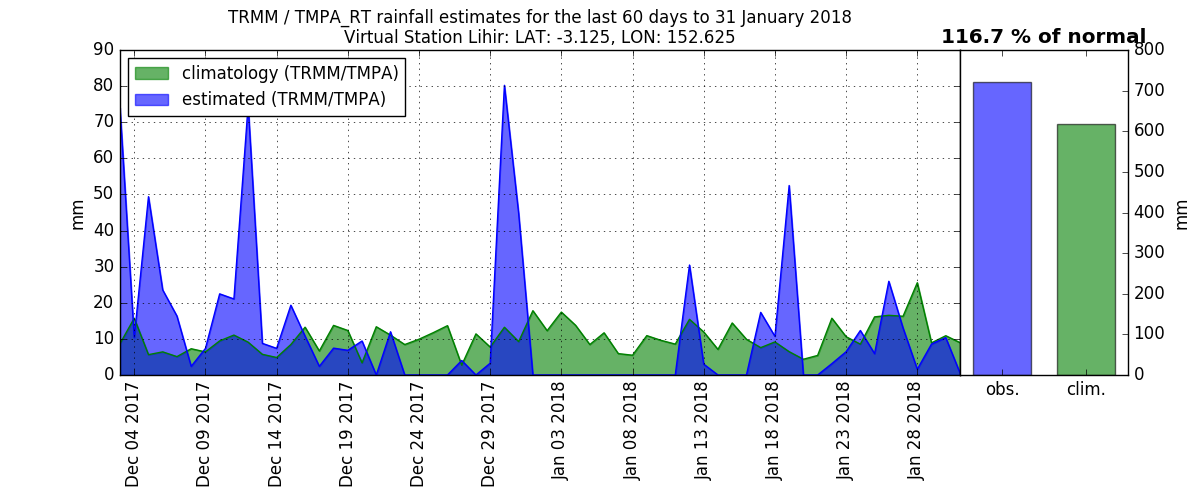 TRMM / TMPA_RT rainfall estimates for the last 60 days to 31 January 2018
Virtual Station Lihir: LAT: -3.125, LON: 152.625
116.7 % of normal
climatology (TRMM/TMPA)
estimated (TRMM/TMPA)
90
80
70
60
50
40
30
20
10
0
mm
Dec 04 2017
Dec 09 2017
Dec 14 2017
Dec 19 2017
Dec 24 2017
Dec 29 2017
Jan 03 2018
Jan 08 2018
Jan 13 2018
Jan 18 2018
Jan 23 2018
Jan 28 2018
obs.
clim.
800
700
600
500
400
300
200
100
0
mm